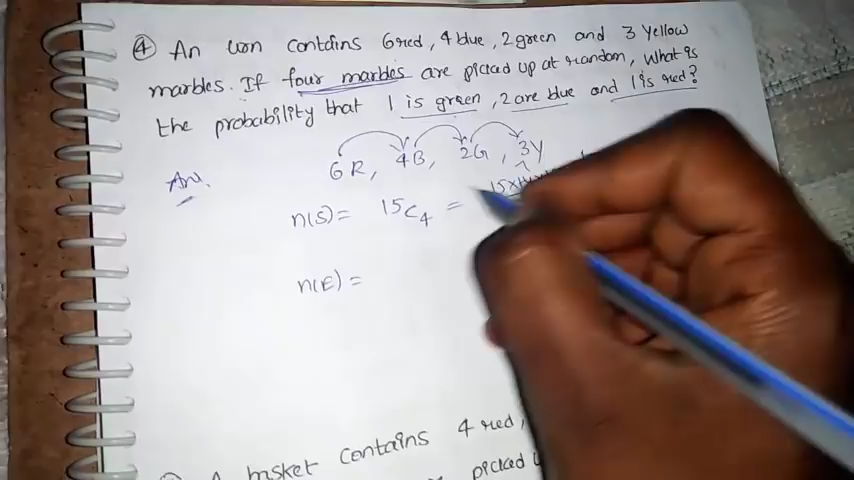 ④ An urn contains 6 red, 4 blue, 2 green and 3 Yellow
marbles. If four marbles are picked up at random, What is
the probability that 1 is green, 2 are blue and 1 is red?
Ans.
6R, 4B, 2G, 3Y
n(S) = 15C4 = 15×14×
n(E) =
A basket contains 4 red,
picked